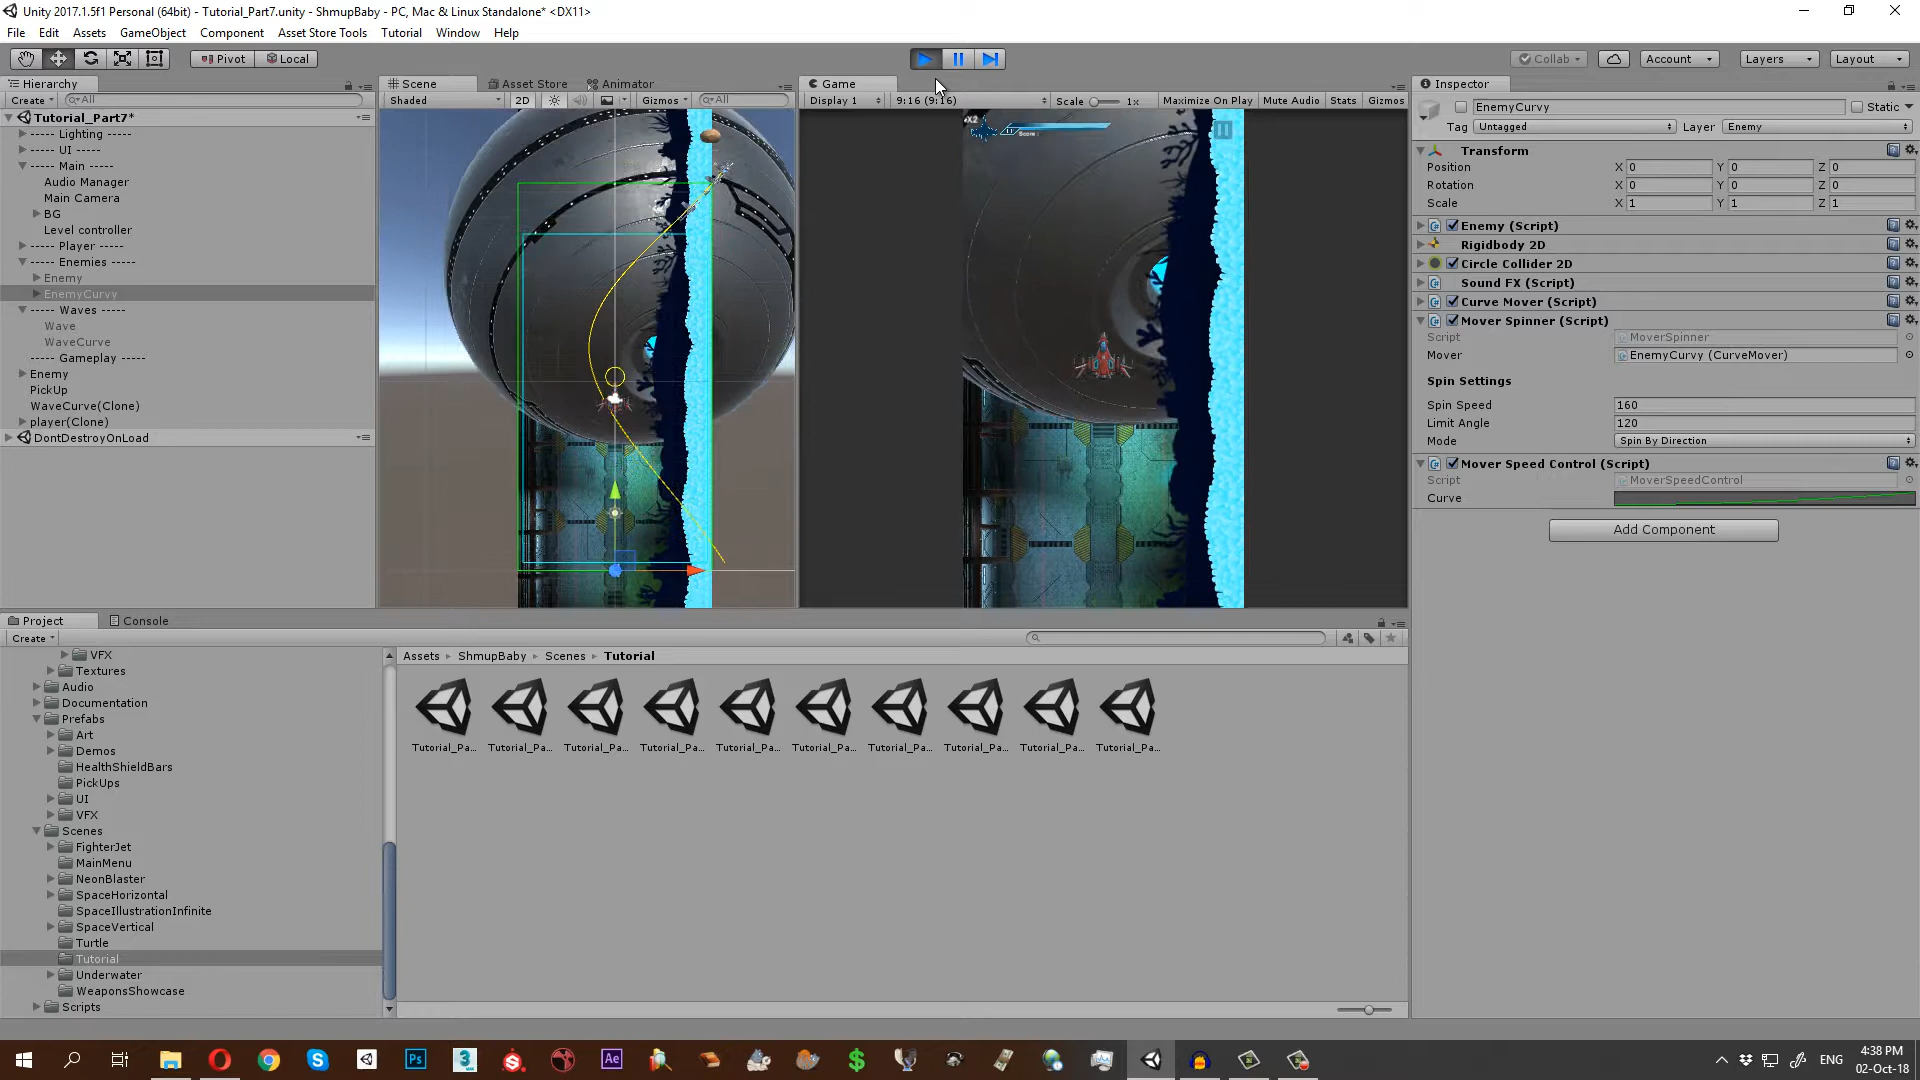 Unity 2017.1.5f1 Personal (64bit) - Tutorial_Part7.unity - ShmupBaby - PC, Mac & Linux Standalone* <DX11>
File Edit Assets GameObject Component Asset Store Tools Tutorial Window Help
Pivot Local Collab Account Layers Layout
Hierarchy
Create All
Tutorial_Part7*
----- Lighting -----
----- UI -----
----- Main -----
Audio Manager
Main Camera
BG
Level controller
----- Player -----
----- Enemies -----
Enemy
EnemyCurvy
----- Waves -----
Wave
WaveCurve
----- Gameplay -----
Enemy
PickUp
WaveCurve(Clone)
player(Clone)
DontDestroyOnLoad
Scene Asset Store Animator
Shaded 2D Gizmos All
Game
Display 1 9:16 (9:16) Scale 1x Maximize On Play Mute Audio Stats Gizmos
X2
Score :
Inspector
EnemyCurvy Static
Tag Untagged Layer Enemy
Transform
Position X 0 Y 0 Z 0
Rotation X 0 Y 0 Z 0
Scale X 1 Y 1 Z 1
Enemy (Script)
Rigidbody 2D
Circle Collider 2D
Sound FX (Script)
Curve Mover (Script)
Mover Spinner (Script)
Script MoverSpinner
Mover EnemyCurvy (CurveMover)
Spin Settings
Spin Speed 160
Limit Angle 120
Mode Spin By Direction
Mover Speed Control (Script)
Script MoverSpeedControl
Curve
Add Component
Project Console
Create
VFX
Textures
Audio
Documentation
Prefabs
Art
Demos
HealthShieldBars
PickUps
UI
VFX
Scenes
FighterJet
MainMenu
NeonBlaster
SpaceHorizontal
SpaceIllustrationInfinite
SpaceVertical
Turtle
Tutorial
Underwater
WeaponsShowcase
Scripts
Assets ShmupBaby Scenes Tutorial
Tutorial_Pa... Tutorial_Pa... Tutorial_Pa... Tutorial_Pa... Tutorial_Pa... Tutorial_Pa... Tutorial_Pa... Tutorial_Pa... Tutorial_Pa... Tutorial_Pa...
Ps 3 Ae
ENG
4:38 PM
02-Oct-18